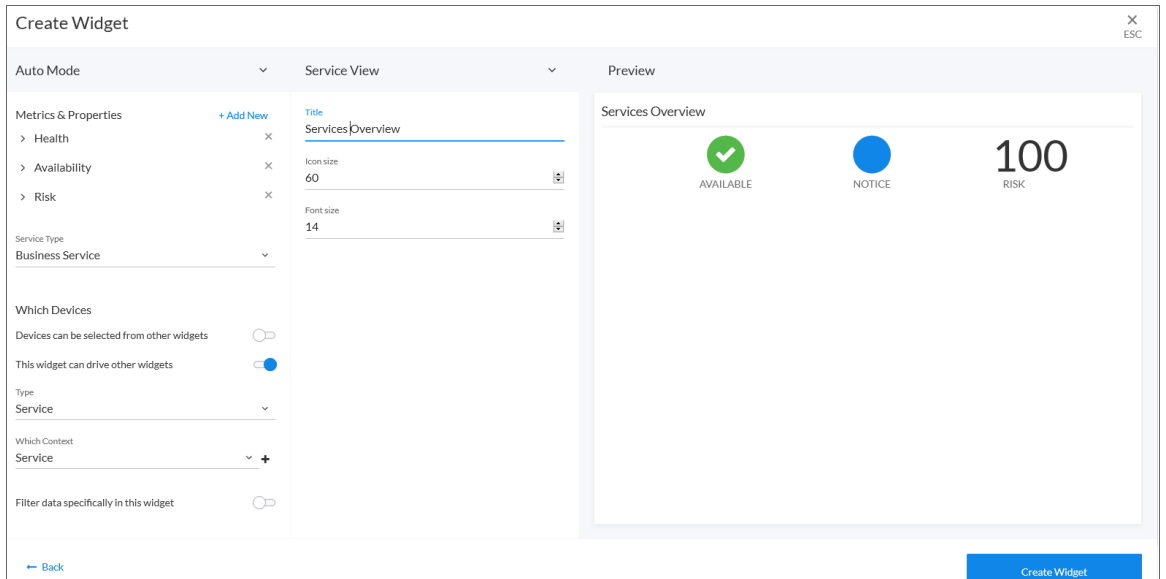 Create Widget
ESC
Auto Mode
Service View
Preview
Metrics & Properties
+ Add New
Health
Availability
Risk
Service Type
Business Service
Which Devices
Devices can be selected from other widgets
This widget can drive other widgets
Type
Service
Which Context
Service
Filter data specifically in this widget
Title
Services Overview
Icon size
60
Font size
14
Services Overview
AVAILABLE
NOTICE
100
RISK
← Back
Create Widget